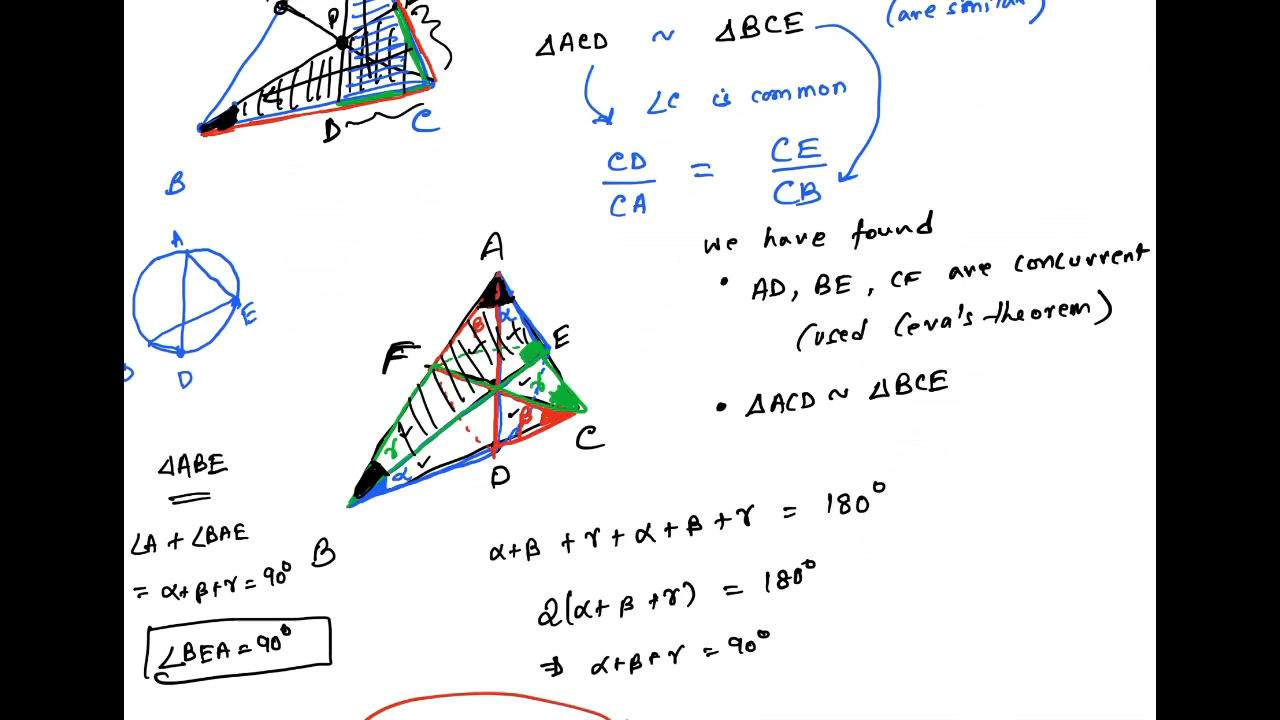 (are similar)
P
ΔACD ~ ΔBCE
∠C is common
D C
CD/CA = CE/CB
B
we have found
A
A
• AD, BE, CF are concurrent
(used Ceva's theorem)
β α
F E
E
D D
• ΔACD ~ ΔBCE
γ
γ β
C
α D
ΔABE
B
α+β+γ+α+β+γ = 180°
∠A + ∠BAE
= α+β+γ = 90°
2(α+β+γ) = 180°
∠BEA = 90°
⇒ α+β+γ = 90°